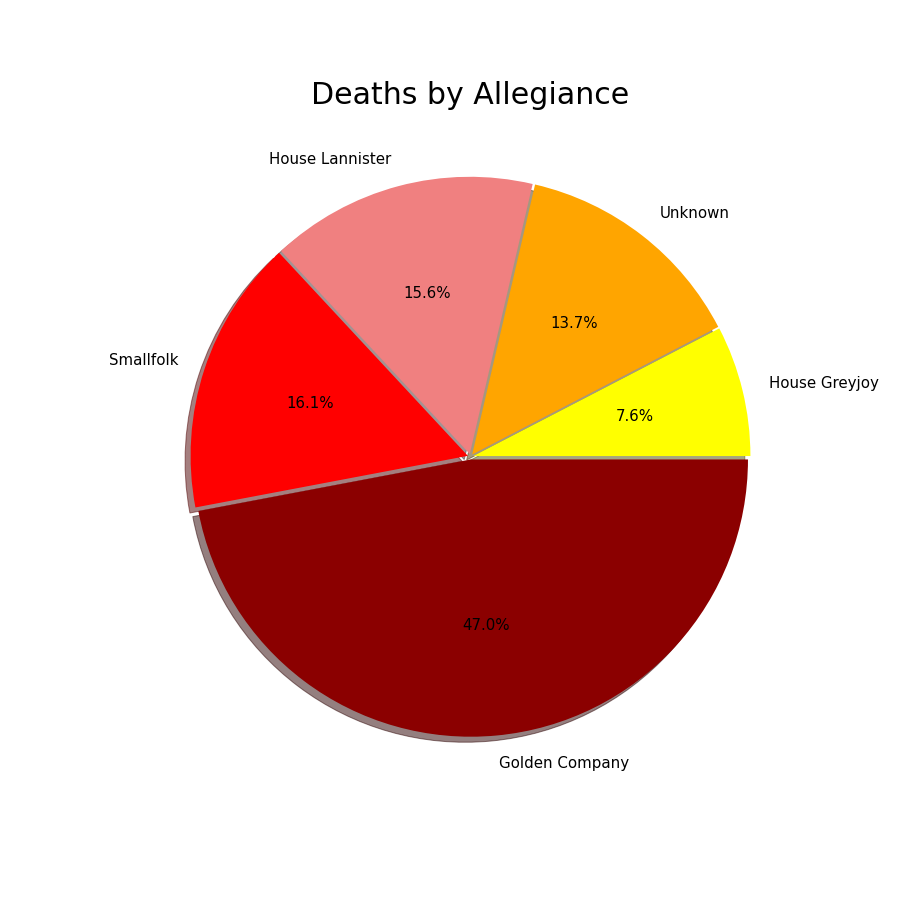 Deaths by Allegiance
House Lannister
Unknown
15.6%
13.7%
Smallfolk
House Greyjoy
16.1%
7.6%
47.0%
Golden Company